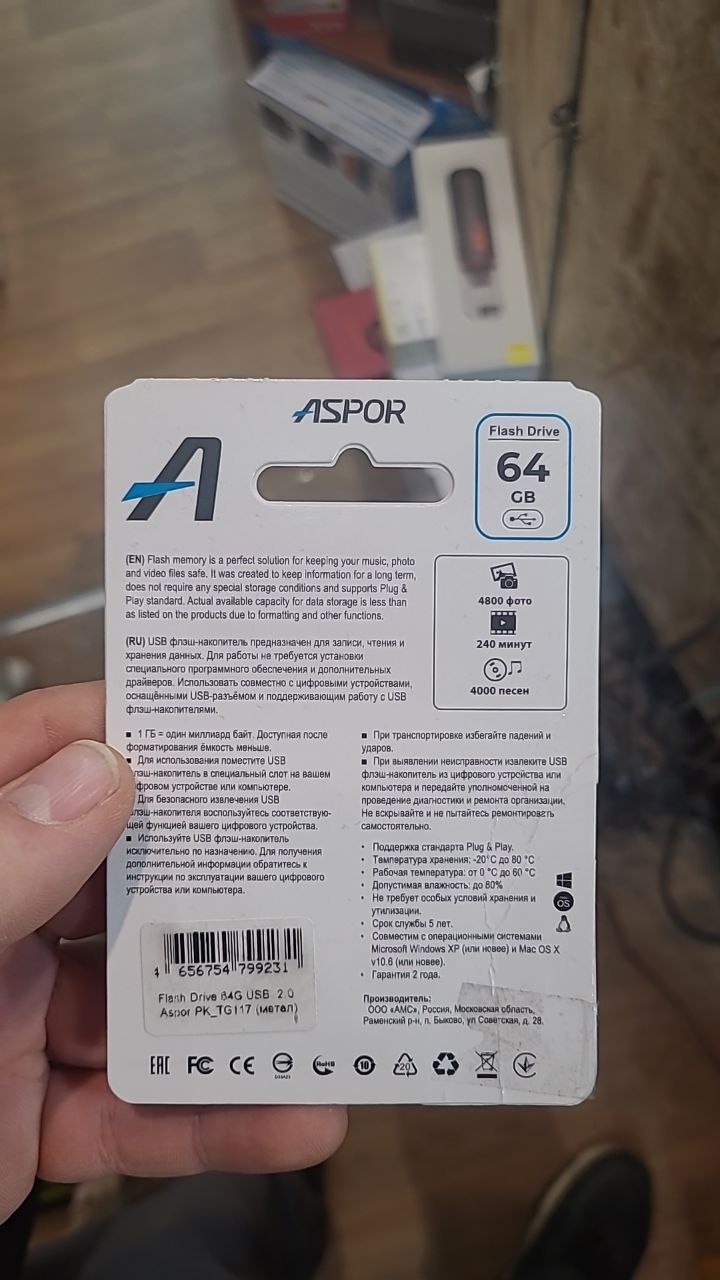 ASPOR
Flash Drive
64
GB
(EN) Flash memory is a perfect solution for keeping your music, photo
and video files safe. It was created to keep information for a long term,
does not require any special storage conditions and supports Plug &
Play standard. Actual available capacity for data storage is less than
as listed on the products due to formatting and other functions.
4800 фото
240 минут
4000 песен
(RU) USB флэш-накопитель предназначен для записи, чтения и
хранения данных. Для работы не требуется установки
специального программного обеспечения и дополнительных
драйверов. Использовать совместно с цифровыми устройствами,
оснащёнными USB-разъёмом и поддерживающим работу с USB
флэш-накопителями.
■ 1 ГБ = один миллиард байт. Доступная после
форматирования ёмкость меньше.
■ Для использования поместите USB
лэш-накопитель в специальный слот на вашем
ифровом устройстве или компьютере.
Для безопасного извлечения USB
лэш-накопителя воспользуйтесь соответствую-
щей функцией вашего цифрового устройства.
■ Используйте USB флэш-накопитель
исключительно по назначению. Для получения
дополнительной информации обратитесь к
инструкции по эксплуатации вашего цифрового
устройства или компьютера.
■ При транспортировке избегайте падений и
ударов.
■ При выявлении неисправности извлеките USB
флэш-накопитель из цифрового устройства или
компьютера и передайте уполномоченной на
проведение диагностики и ремонта организации.
Не вскрывайте и не пытайтесь ремонтировать
самостоятельно.
• Поддержка стандарта Plug & Play.
• Температура хранения: -20°C до 80 °C
• Рабочая температура: от 0 °C до 60 °C
• Допустимая влажность: до 80%
• Не требует особых условий хранения и
утилизации.
• Срок службы 5 лет.
• Совместим с операционными системами
Microsoft Windows XP (или новее) и Mac OS X
v10.6 (или новее).
• Гарантия 2 года.
OS
4 656754 799231
Flash Drive 64G USB 2.0
Aspor PK_TG117 (метал)
Производитель:
ООО «АМС», Россия, Московская область,
Раменский р-н, п. Быково, ул Советская, д. 28.
EAC FC CE RoHS 10 20